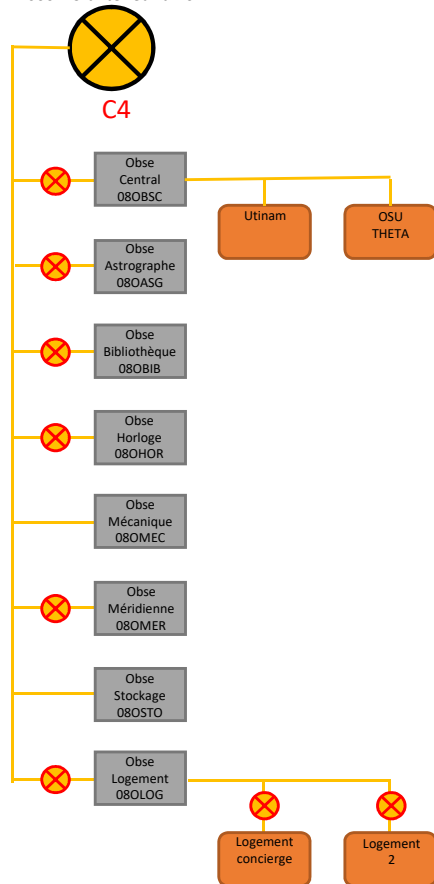 C4
Obse
Central
08OBSC
Utinam
OSU
THETA
Obse
Astrographe
08OASG
Obse
Bibliothèque
08OBIB
Obse
Horloge
08OHOR
Obse
Mécanique
08OMEC
Obse
Méridienne
08OMER
Obse
Stockage
08OSTO
Obse
Logement
08OLOG
Logement
concierge
Logement
2